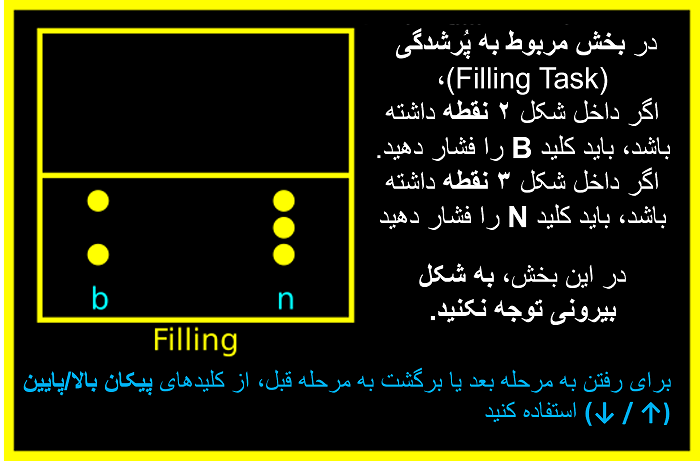 در بخش مربوط به پُرشدگی
(Filling Task)،
اگر داخل شکل ۲ نقطه داشته
باشد، باید کلید B را فشار دهید.
اگر داخل شکل ۳ نقطه داشته
باشد، باید کلید N را فشار دهید
در این بخش، به شکل
بیرونی توجه نکنید.
b n
Filling
برای رفتن به مرحله بعد یا برگشت به مرحله قبل، از کلیدهای پیکان بالا/پایین
(↑ / ↓) استفاده کنید